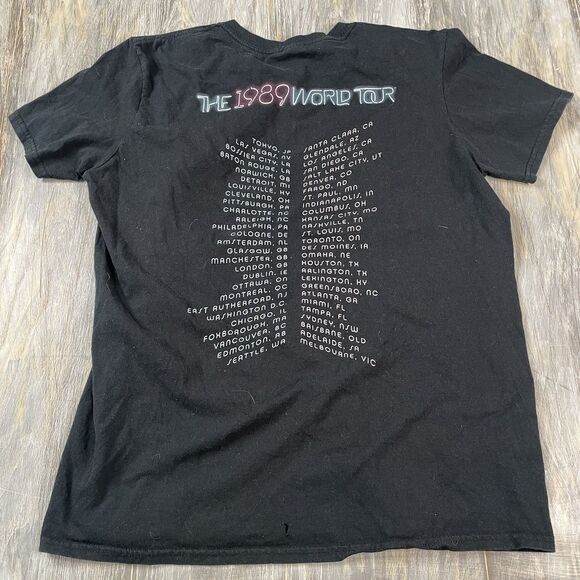 THE 1989 WORLD TOUR
TOKYO, JP
LAS VEGAS, NV
BOSSIER CITY, LA
BATON ROUGE, LA
NORWICH, GB
DETROIT, MI
LOUISVILLE, KY
CLEVELAND, OH
PITTSBURGH, PA
CHARLOTTE, NC
RALEIGH, NC
PHILADELPHIA, PA
COLOGNE, DE
AMSTERDAM, NL
GLASGOW, GB
MANCHESTER, GB
LONDON, GB
DUBLIN, IE
OTTAWA, ON
MONTREAL, QC
EAST RUTHERFORD, NJ
WASHINGTON D.C.
CHICAGO, IL
FOXBOROUGH, MA
VANCOUVER, BC
EDMONTON, AB
SEATTLE, WA
SANTA CLARA, CA
GLENDALE, AZ
LOS ANGELES, CA
SAN DIEGO, CA
SALT LAKE CITY, UT
DENVER, CO
FARGO, ND
ST. PAUL, MN
INDIANAPOLIS, IN
COLUMBUS, OH
KANSAS CITY, MO
NASHVILLE, TN
ST. LOUIS, MO
TORONTO, ON
DES MOINES, IA
OMAHA, NE
HOUSTON, TX
ARLINGTON, TX
LEXINGTON, KY
GREENSBORO, NC
ATLANTA, GA
MIAMI, FL
TAMPA, FL
SYDNEY, NSW
BRISBANE, QLD
ADELAIDE, SA
MELBOURNE, VIC